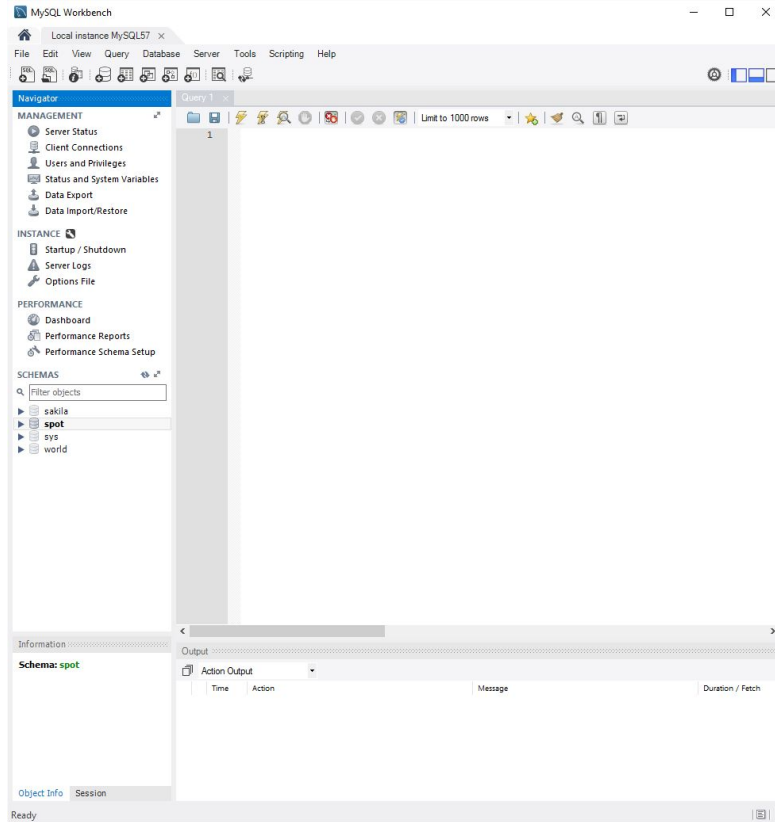 MySQL Workbench
Local instance MySQL57
File Edit View Query Database Server Tools Scripting Help
Navigator
Query 1
MANAGEMENT
Limit to 1000 rows
Server Status
1
Client Connections
Users and Privileges
Status and System Variables
Data Export
Data Import/Restore
INSTANCE
Startup / Shutdown
Server Logs
Options File
PERFORMANCE
Dashboard
Performance Reports
Performance Schema Setup
SCHEMAS
Filter objects
sakila
spot
sys
world
Information
Schema: spot
Object Info Session
Output
Action Output
Time Action Message Duration / Fetch
Ready